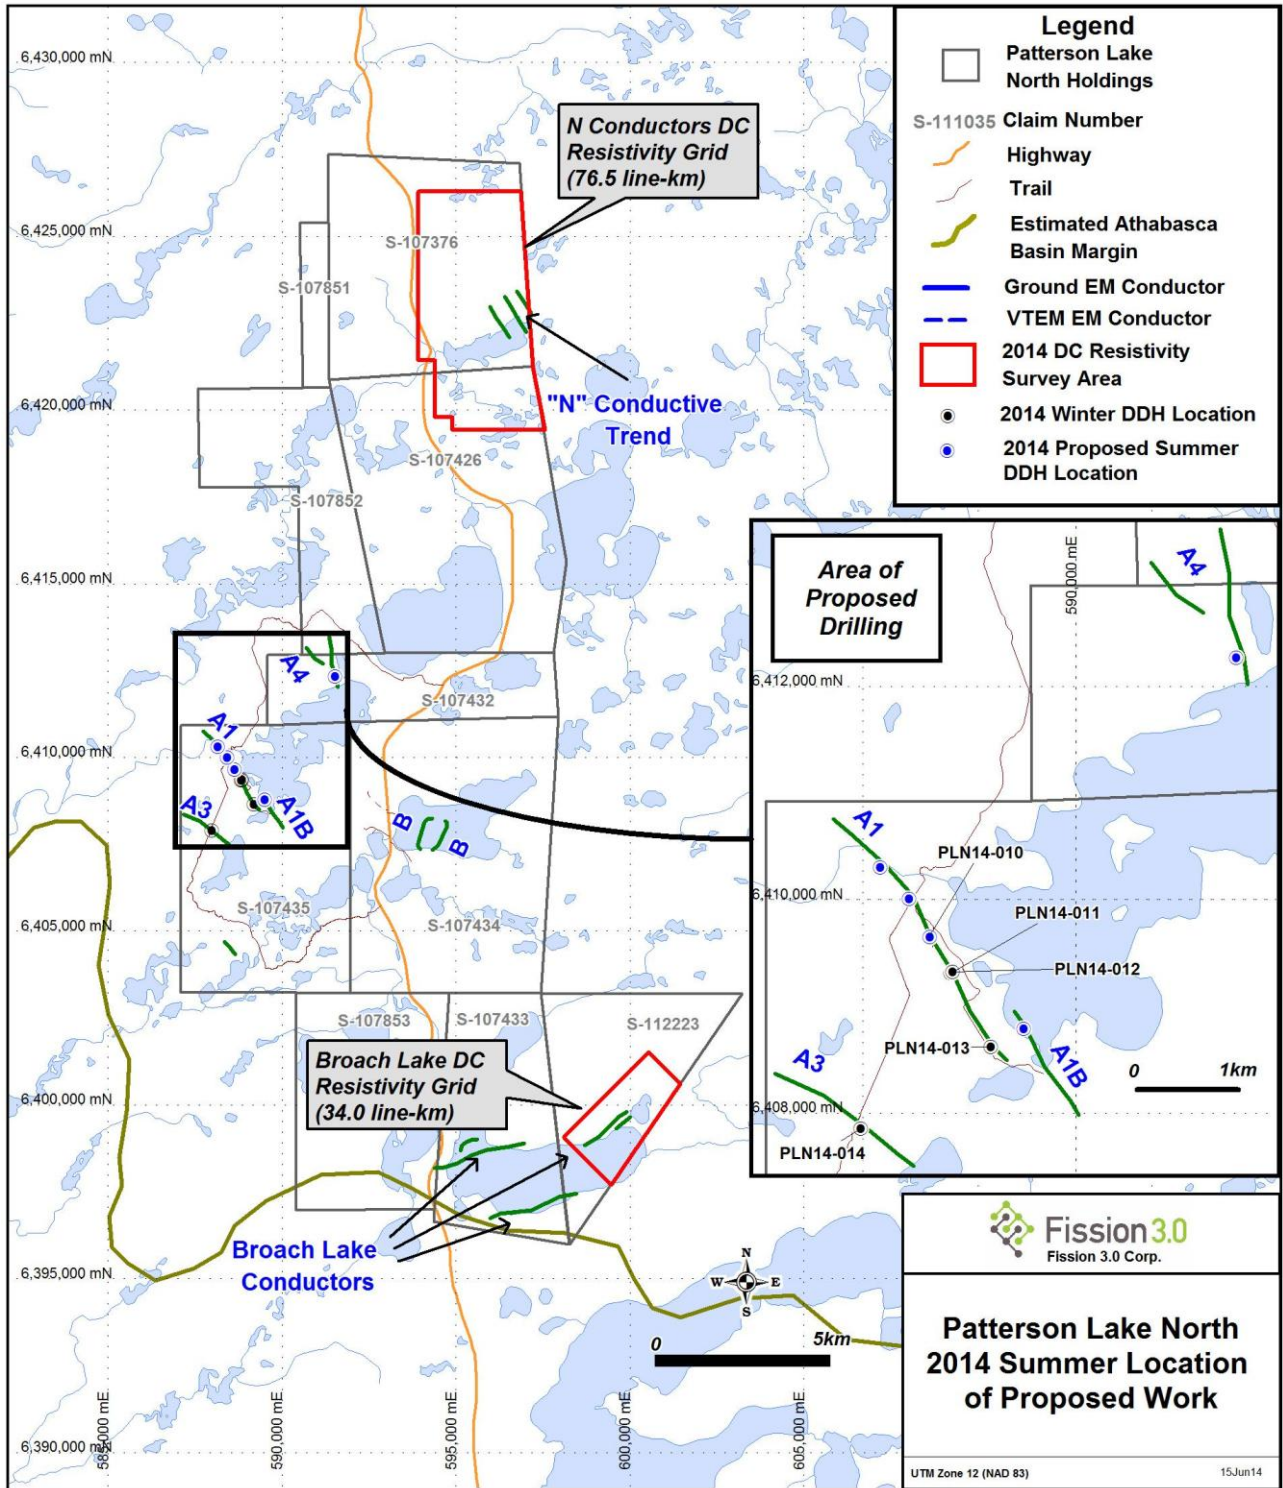 Legend
Patterson Lake
North Holdings
S-111035 Claim Number
Highway
Trail
Estimated Athabasca
Basin Margin
Ground EM Conductor
VTEM EM Conductor
2014 DC Resistivity
Survey Area
2014 Winter DDH Location
2014 Proposed Summer
DDH Location
6,430,000 mN
N Conductors DC
Resistivity Grid
(76.5 line-km)
6,425,000 mN
S-107376
S-107851
6,420,000 mN
"N" Conductive
Trend
S-107426
S-107852
6,415,000 mN
A4
S-107432
A1
6,410,000 mN
A3
A1B
B
B
S-107435
S-107434
6,405,000 mN
S-107853
S-107433
S-112223
Broach Lake DC
Resistivity Grid
(34.0 line-km)
6,400,000 mN
Broach Lake
Conductors
6,395,000 mN
N
W
E
S
0
5km
6,390,000 mN
585,000 mE
590,000 mE
595,000 mE
600,000 mE
605,000 mE
Area of
Proposed
Drilling
590,000 mE
A4
6,412,000 mN
A1
PLN14-010
6,410,000 mN
PLN14-011
PLN14-012
PLN14-013
A3
A1B
0
1km
6,408,000 mN
PLN14-014
Fission 3.0
Fission 3.0 Corp.
Patterson Lake North
2014 Summer Location
of Proposed Work
UTM Zone 12 (NAD 83)
15Jun14